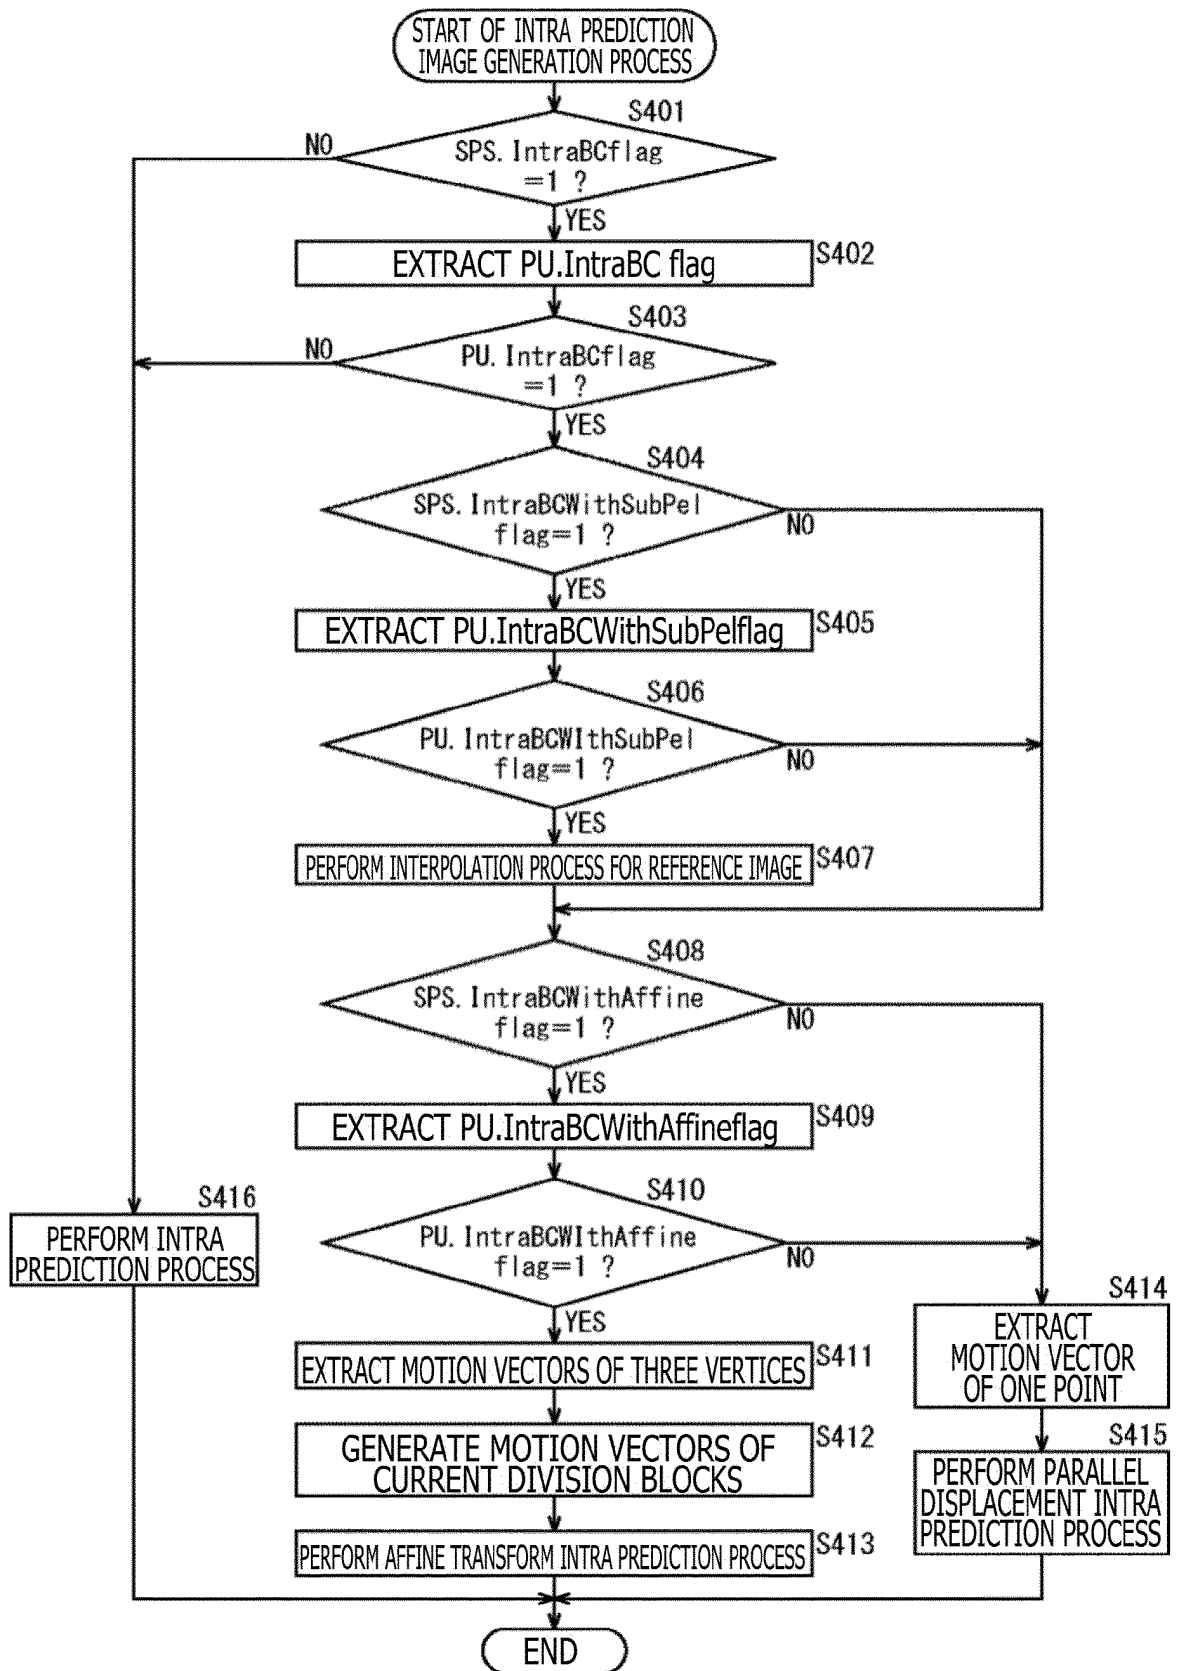 START OF INTRA PREDICTION
IMAGE GENERATION PROCESS
S401
NO
SPS. IntraBCflag
=1 ?
YES
EXTRACT PU.IntraBC flag
S402
S403
NO
PU. IntraBCflag
=1 ?
YES
S404
SPS. IntraBCWithSubPel
flag=1 ?
NO
YES
EXTRACT PU.IntraBCWithSubPelflag
S405
S406
PU. IntraBCWIthSubPel
flag=1 ?
NO
YES
PERFORM INTERPOLATION PROCESS FOR REFERENCE IMAGE
S407
S408
SPS. IntraBCWithAffine
flag=1 ?
NO
YES
EXTRACT PU.IntraBCWithAffineflag
S409
S410
PU. IntraBCWIthAffine
flag=1 ?
NO
YES
S416
PERFORM INTRA
PREDICTION PROCESS
S414
EXTRACT
MOTION VECTOR
OF ONE POINT
EXTRACT MOTION VECTORS OF THREE VERTICES
S411
GENERATE MOTION VECTORS OF
CURRENT DIVISION BLOCKS
S412
S415
PERFORM PARALLEL
DISPLACEMENT INTRA
PREDICTION PROCESS
PERFORM AFFINE TRANSFORM INTRA PREDICTION PROCESS
S413
END